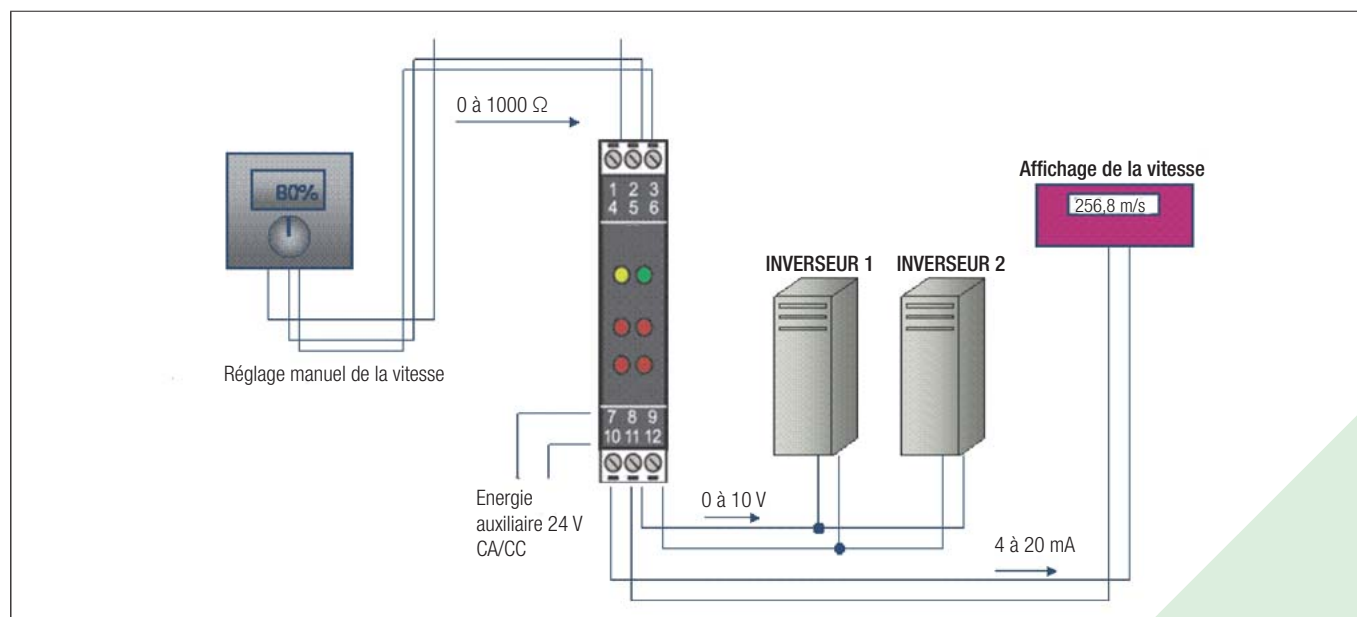 0 à 1000 Ω
80%
Réglage manuel de la vitesse
1 2 3
4 5 6
7 8 9
10 11 12
Energie
auxiliaire 24 V
CA/CC
0 à 10 V
INVERSEUR 1
INVERSEUR 2
Affichage de la vitesse
256,8 m/s
4 à 20 mA